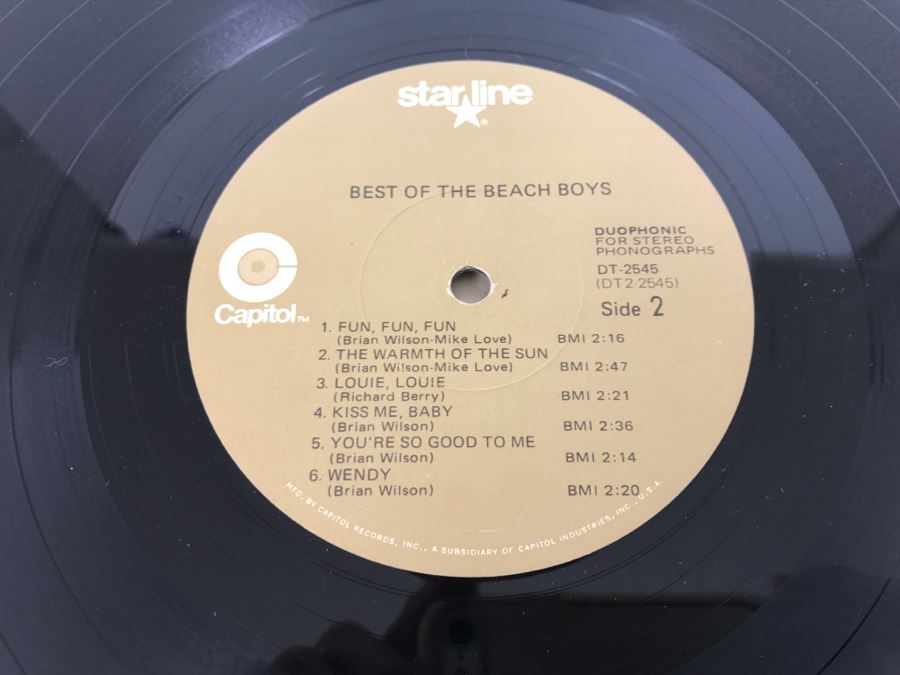 starline
®
BEST OF THE BEACH BOYS
DUOPHONIC
FOR STEREO
PHONOGRAPHS
DT-2545
(DT2-2545)
Side 2
Capitol™
1. FUN, FUN, FUN
(Brian Wilson-Mike Love) BMI 2:16
2. THE WARMTH OF THE SUN
(Brian Wilson-Mike Love) BMI 2:47
3. LOUIE, LOUIE
(Richard Berry) BMI 2:21
4. KISS ME, BABY
(Brian Wilson) BMI 2:36
5. YOU'RE SO GOOD TO ME
(Brian Wilson) BMI 2:14
6. WENDY
(Brian Wilson) BMI 2:20
MFD. BY CAPITOL RECORDS, INC., A SUBSIDIARY OF CAPITOL INDUSTRIES, INC., U.S.A.